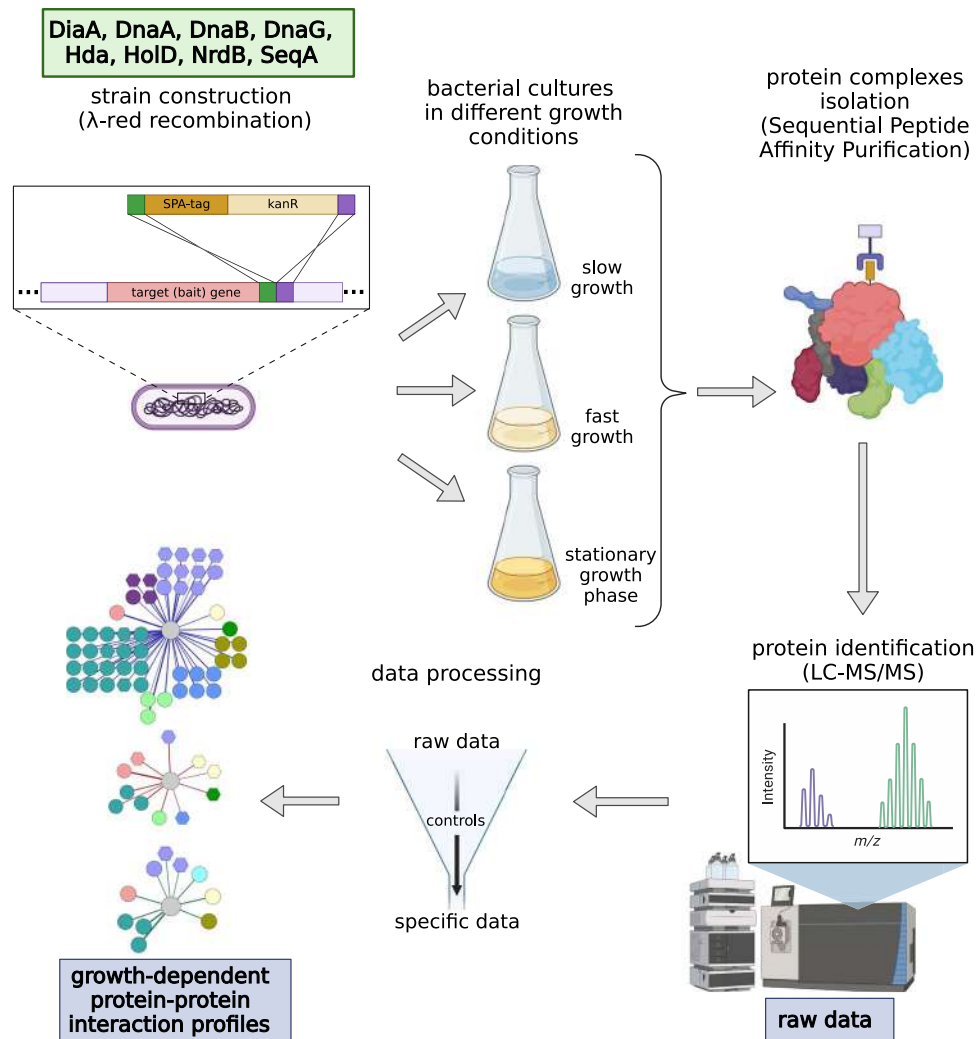 DiaA, DnaA, DnaB, DnaG,
Hda, HolD, NrdB, SeqA
strain construction
(λ-red recombination)
SPA-tag
kanR
...
target (bait) gene
...
bacterial cultures
in different growth
conditions
slow
growth
fast
growth
stationary
growth
phase
protein complexes
isolation
(Sequential Peptide
Affinity Purification)
protein identification
(LC-MS/MS)
Intensity
m/z
raw data
data processing
raw data
controls
specific data
growth-dependent
protein-protein
interaction profiles